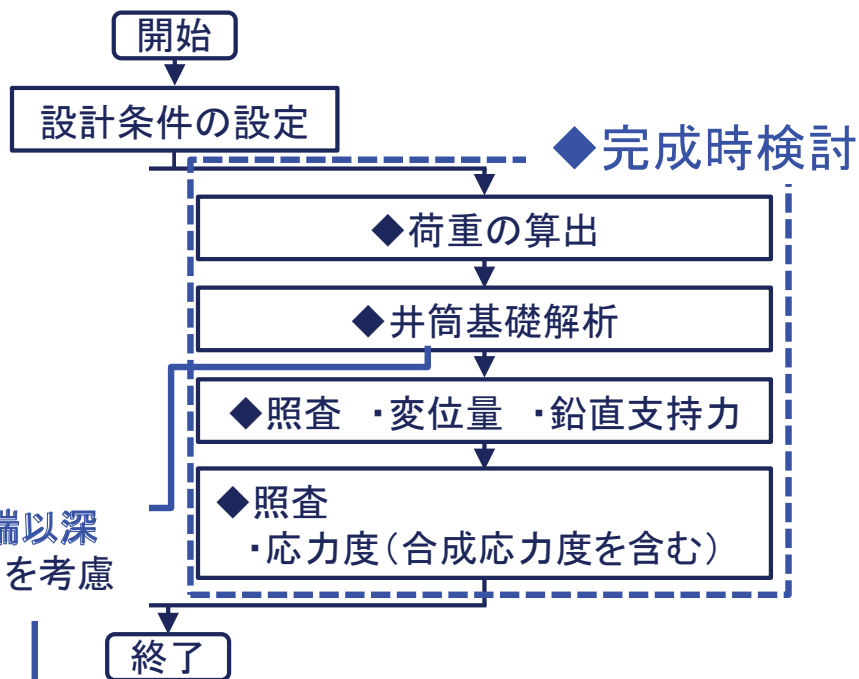 開始
設計条件の設定
◆完成時検討
◆荷重の算出
◆井筒基礎解析
◆照査 ・変位量 ・鉛直支持力
◆照査
・応力度(合成応力度を含む)
端以深
を考慮
終了